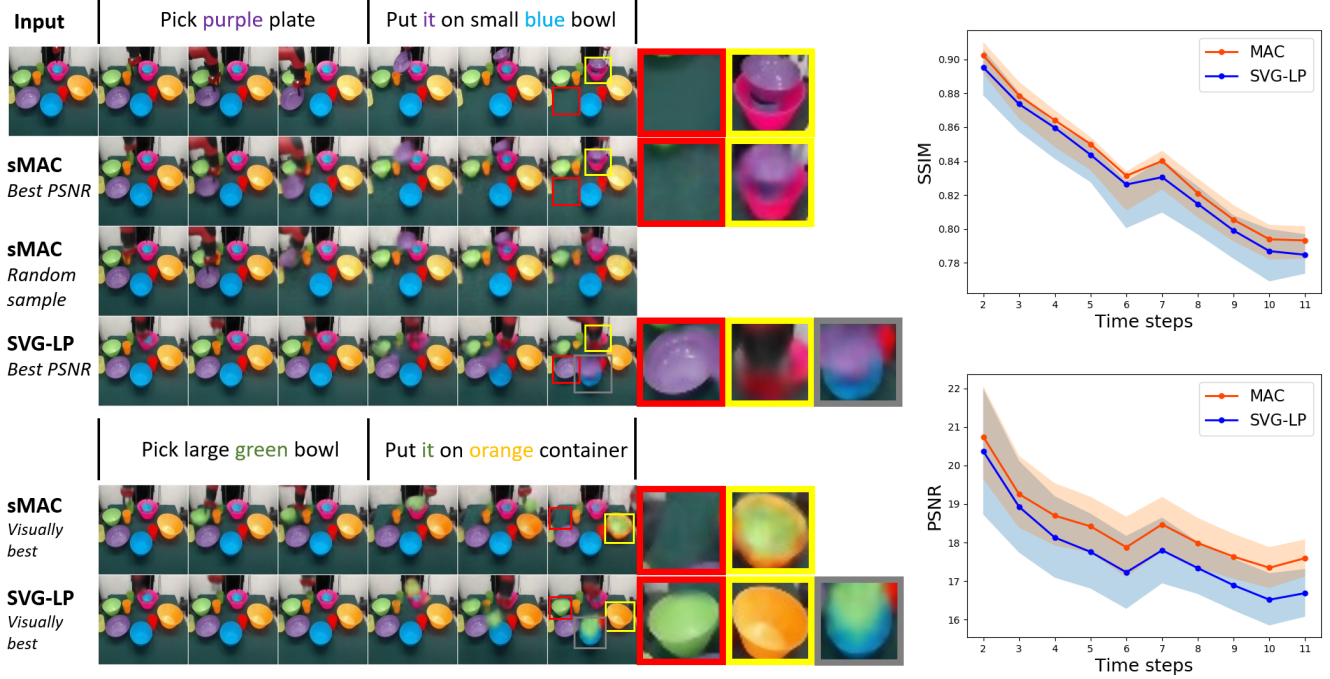 Input
Pick purple plate
Put it on small blue bowl
sMAC
Best PSNR
sMAC
Random
sample
SVG-LP
Best PSNR
Pick large green bowl
Put it on orange container
sMAC
Visually
best
SVG-LP
Visually
best
MAC
SVG-LP
SSIM
0.90
0.88
0.86
0.84
0.82
0.80
0.78
2 3 4 5 6 7 8 9 10 11
Time steps
MAC
SVG-LP
PSNR
22
21
20
19
18
17
16
2 3 4 5 6 7 8 9 10 11
Time steps